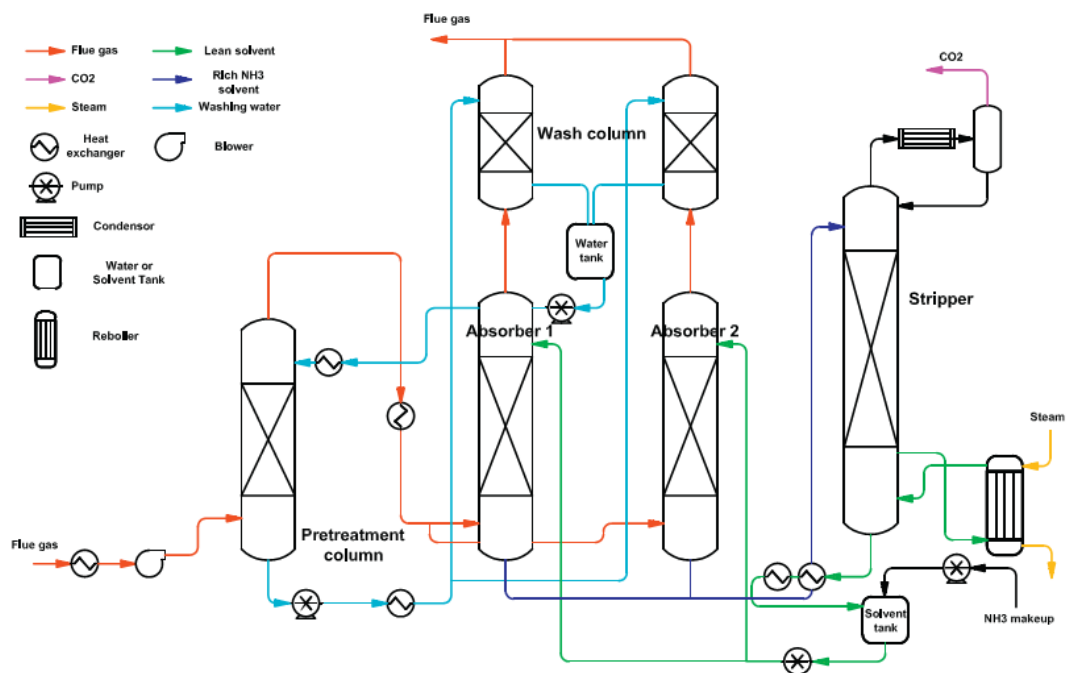 Flue gas
CO2
Steam
Lean solvent
RIch NH3
solvent
Washing water
Heat
exchanger
Blower
Pump
Condensor
Water or
Solvent Tank
Reboiler
Flue gas
Wash column
Water
tank
CO2
Absorber 1
Absorber 2
Stripper
Steam
Flue gas
Pretreatment
column
Solvent
tank
NH3 makeup